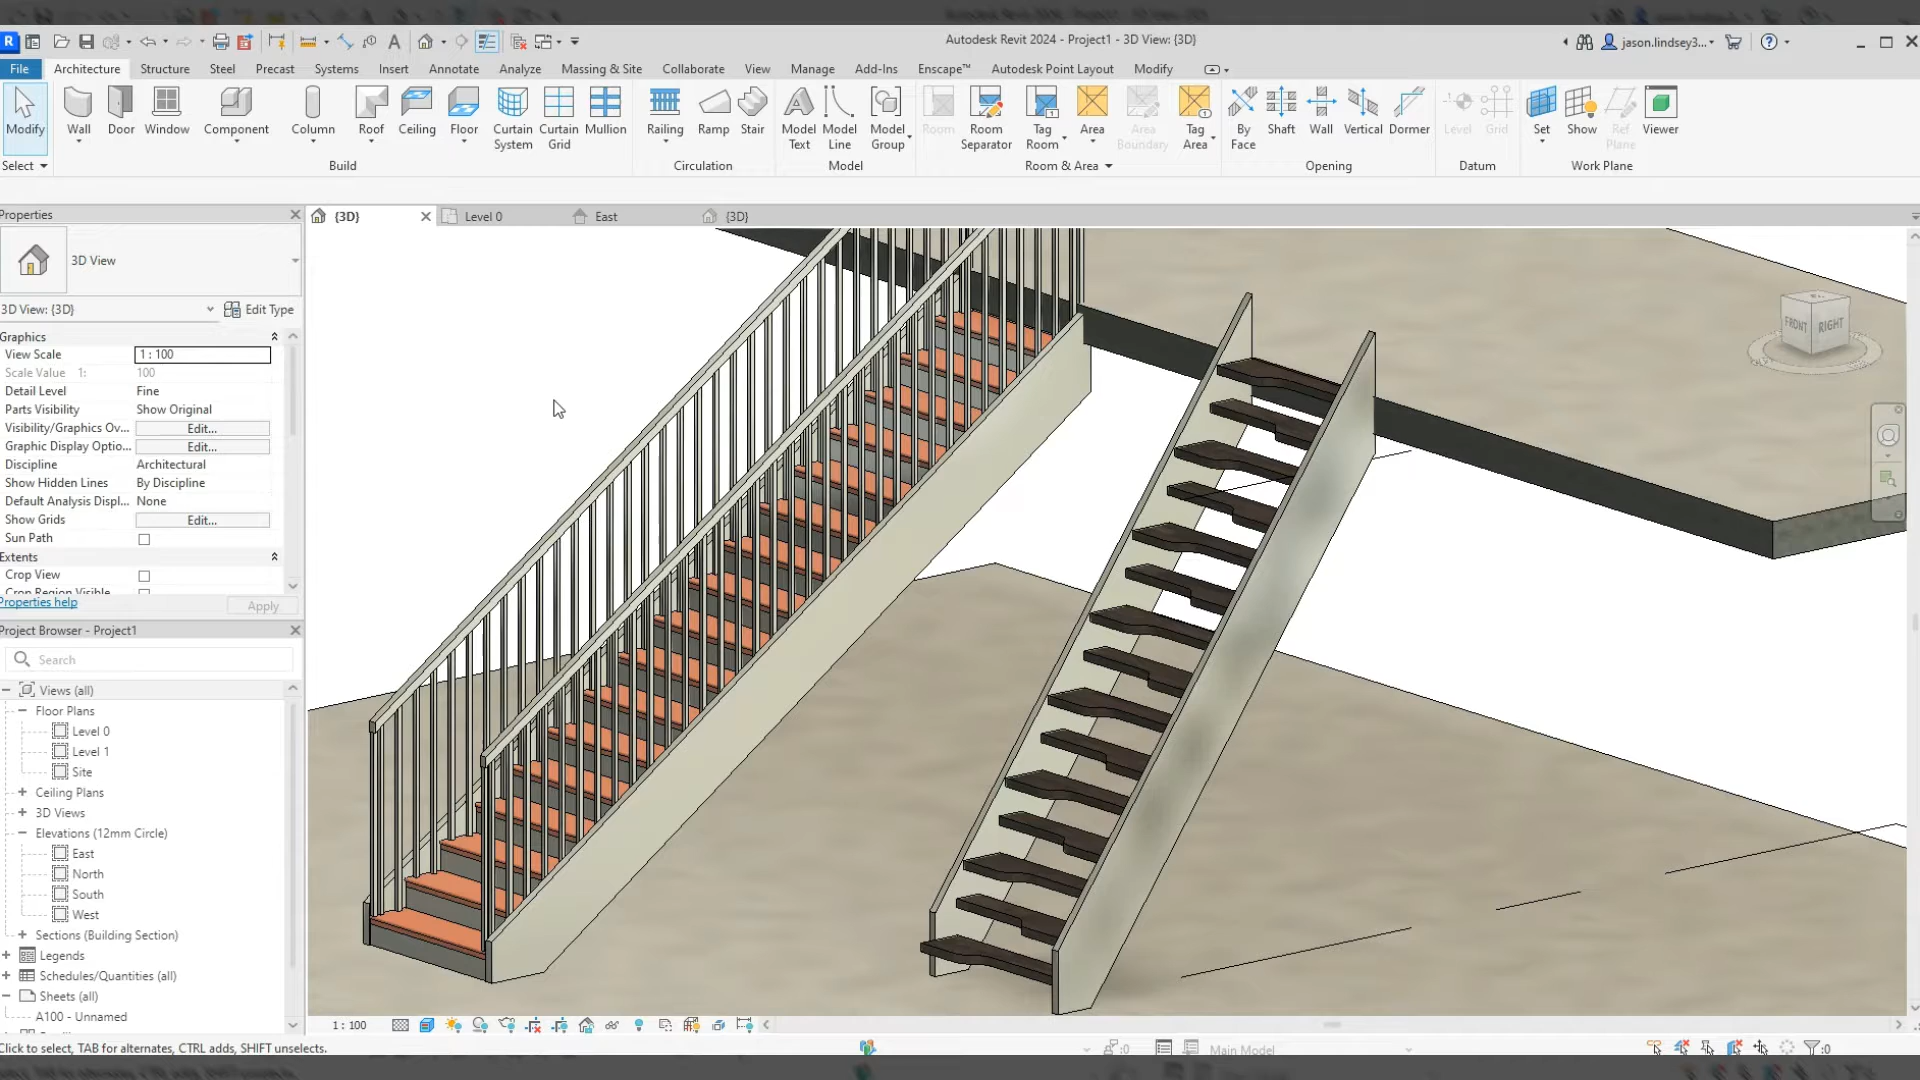 Autodesk Revit 2024 - Project1 - 3D View: {3D}
jason.lindsey3...
File Architecture Structure Steel Precast Systems Insert Annotate Analyze Massing & Site Collaborate View Manage Add-Ins Enscape™ Autodesk Point Layout Modify
Modify
Wall Door Window Component Column Roof Ceiling Floor Curtain System Curtain Grid Mullion
Railing Ramp Stair
Model Text Model Line Model Group
Room Room Separator Tag Room Area Area Boundary Tag Area
By Face Shaft Wall Vertical Dormer
Level Grid
Set Show Ref Plane Viewer
Select Build Circulation Model Room & Area Opening Datum Work Plane
Properties
{3D} Level 0 East {3D}
3D View
3D View: {3D} Edit Type
Graphics
View Scale 1 : 100
Scale Value 1: 100
Detail Level Fine
Parts Visibility Show Original
Visibility/Graphics Ov... Edit...
Graphic Display Optio... Edit...
Discipline Architectural
Show Hidden Lines By Discipline
Default Analysis Displ... None
Show Grids Edit...
Sun Path
Extents
Crop View
Crop Region Visible
Properties help Apply
Project Browser - Project1
Search
Views (all)
Floor Plans
Level 0
Level 1
Site
Ceiling Plans
3D Views
Elevations (12mm Circle)
East
North
South
West
Sections (Building Section)
Legends
Schedules/Quantities (all)
Sheets (all)
A100 - Unnamed
FRONT RIGHT
1 : 100
Click to select, TAB for alternates, CTRL adds, SHIFT unselects.
:0
Main Model
:0